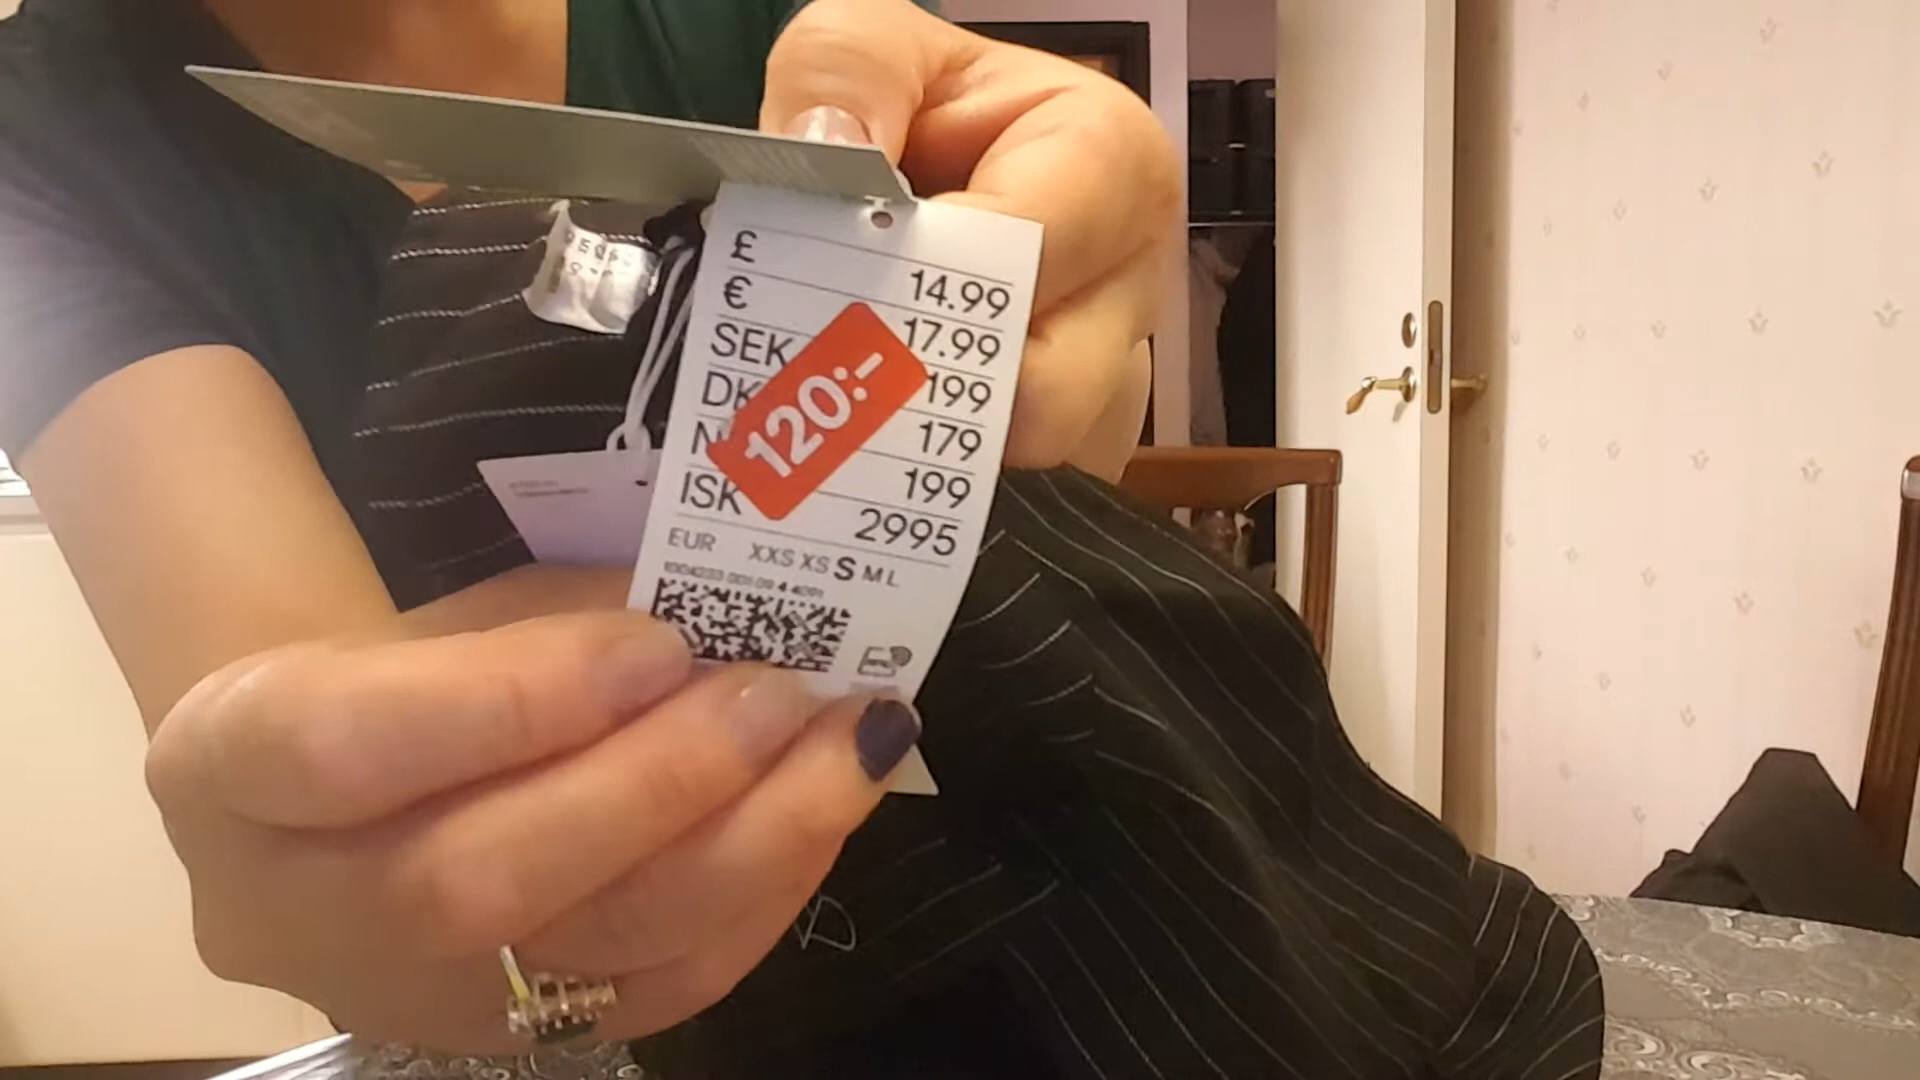 £ 14.99
€ 17.99
SEK 199
DK 179
N 199
ISK 2995
120:-
EUR XXS XS S M L